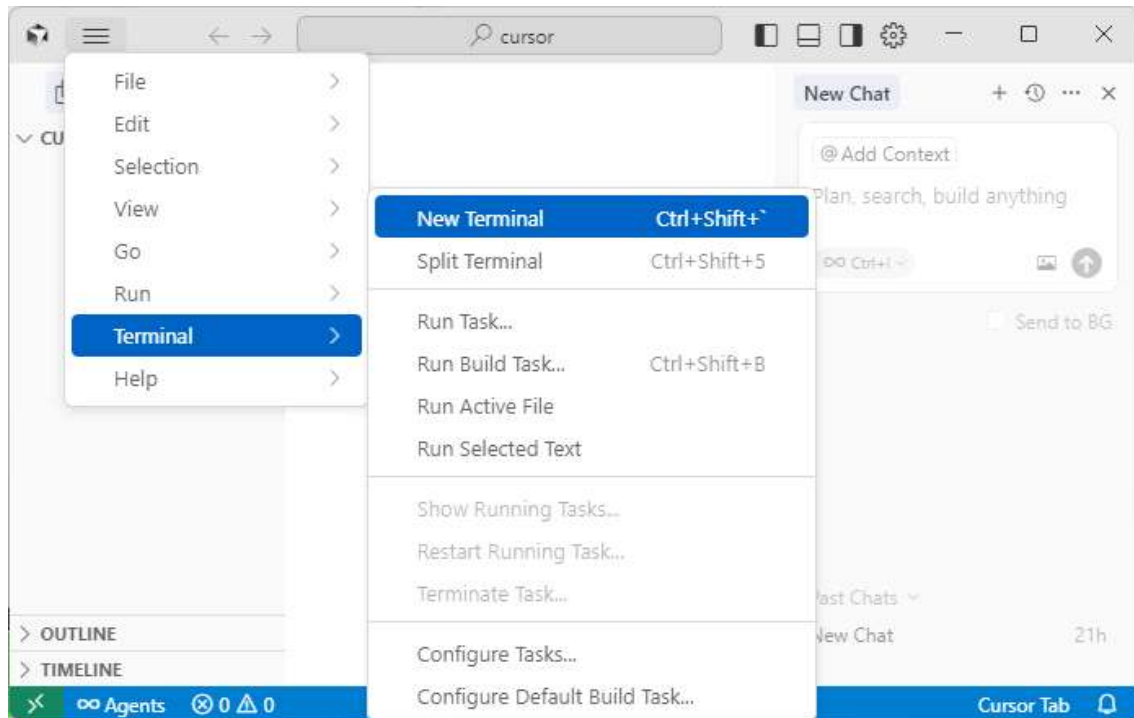 cursor
File
Edit
Selection
View
Go
Run
Terminal
Help
CU
New Terminal Ctrl+Shift+`
Split Terminal Ctrl+Shift+5
Run Task...
Run Build Task... Ctrl+Shift+B
Run Active File
Run Selected Text
Show Running Tasks...
Restart Running Task...
Terminate Task...
Configure Tasks...
Configure Default Build Task...
New Chat
@ Add Context
Plan, search, build anything
Ctrl+I
Send to BG
Past Chats
New Chat 21h
OUTLINE
TIMELINE
Agents 0 0 Cursor Tab